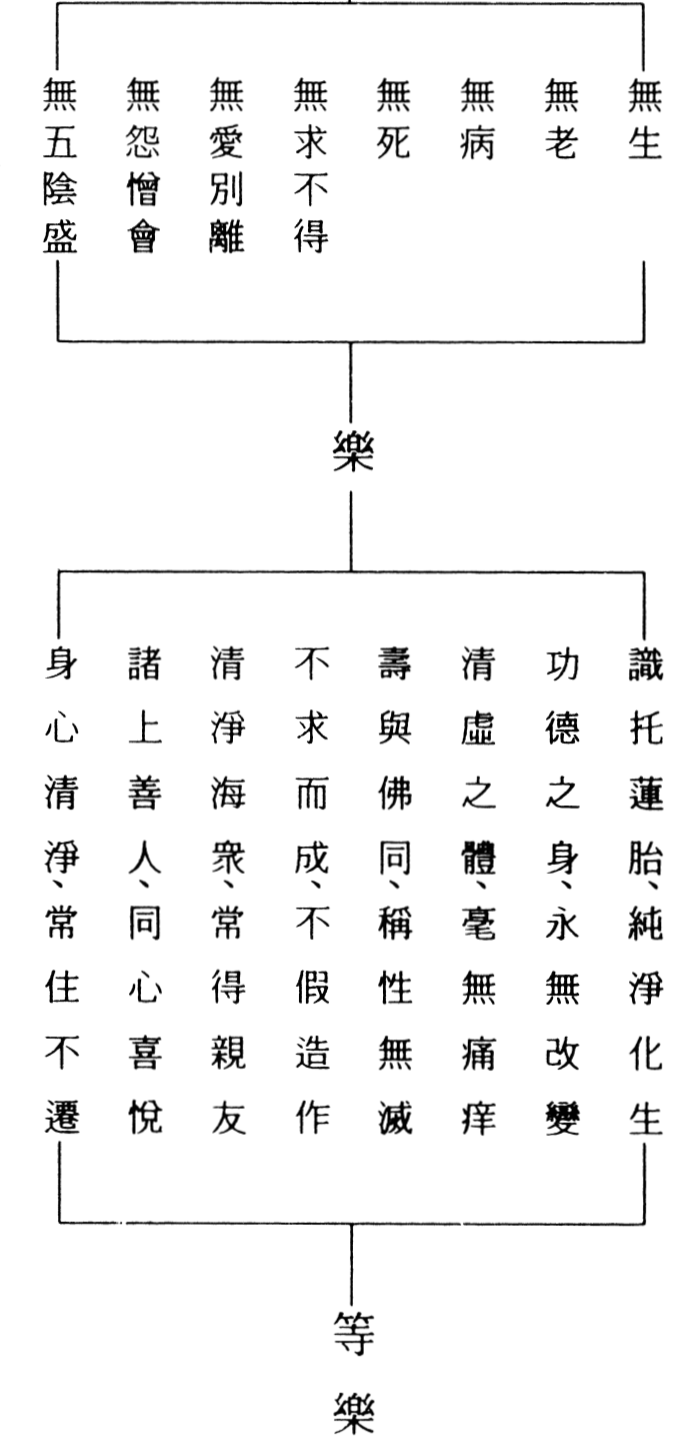 無生
無老
無病
無死
無求不得
無愛別離
無怨憎會
無五陰盛
樂
識托蓮胎、純淨化生
功德之身、永無改變
清虛之體、毫無痛痒
壽與佛同、稱性無滅
不求而成、不假造作
清淨海眾、常得親友
諸上善人、同心喜悅
身心清淨、常住不遷
等樂